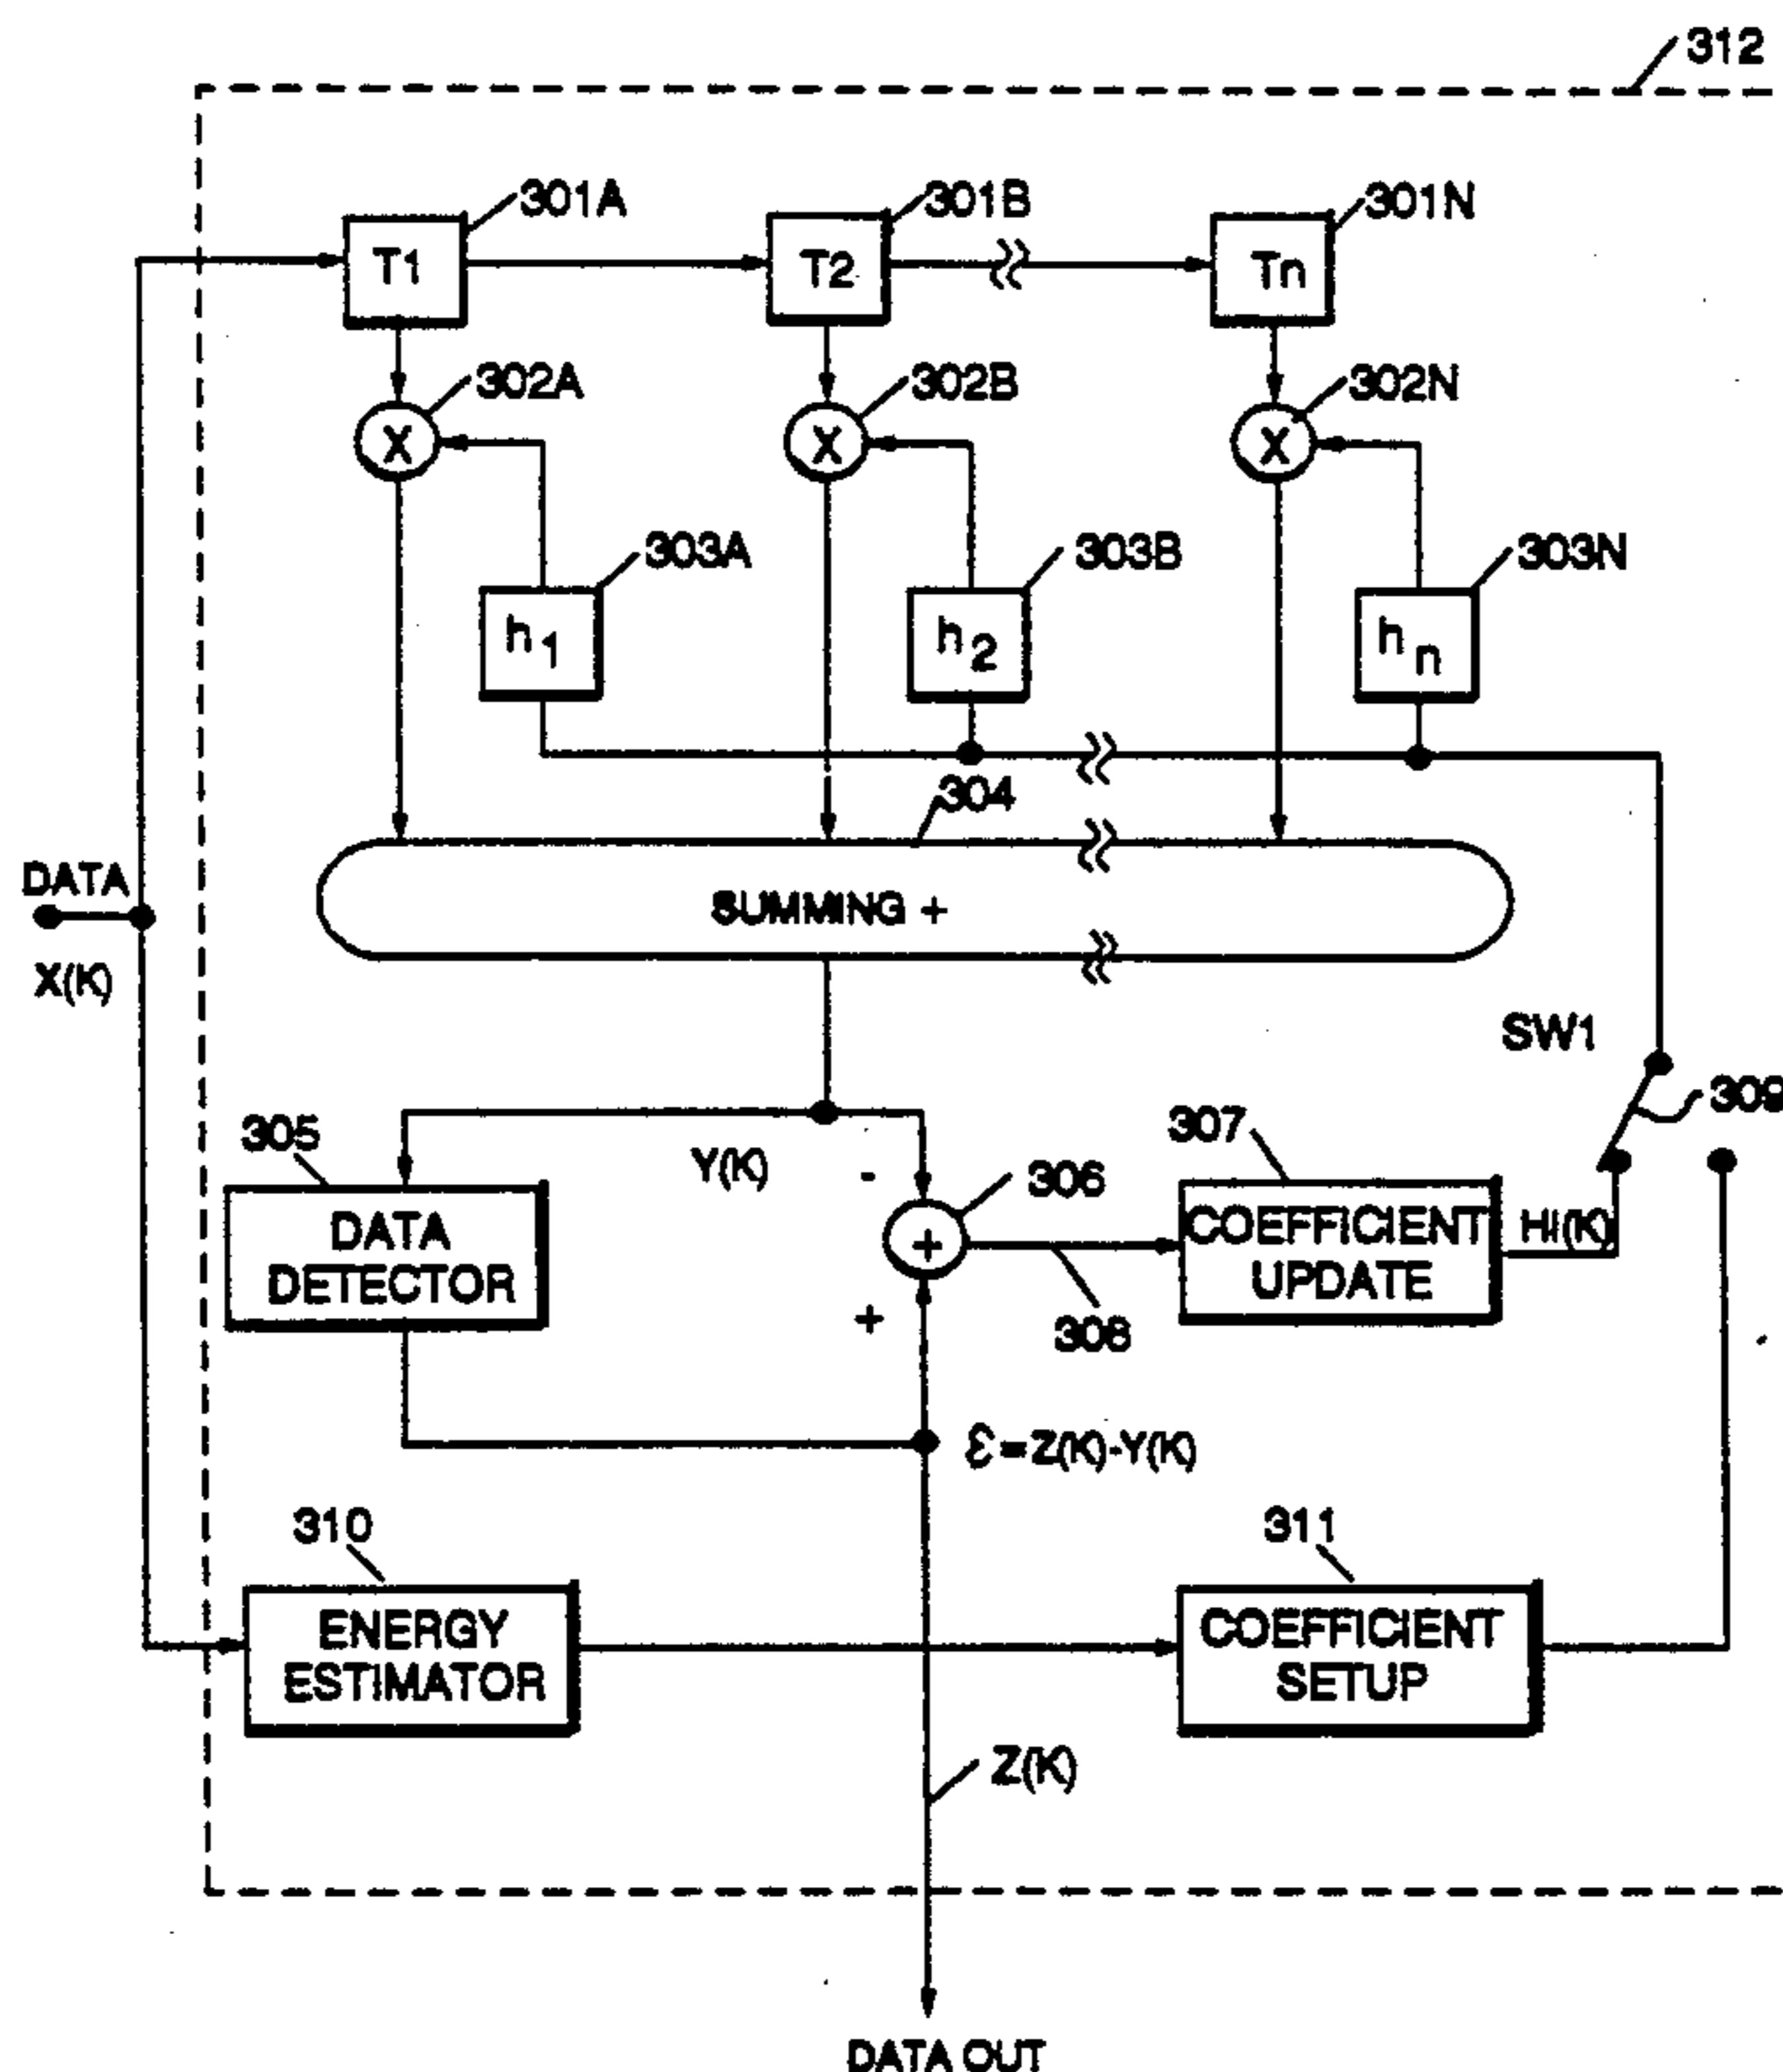 312
301A
301B
301N
T1
T2
Tn
302A
302B
302N
X
X
X
303A
303B
303N
h1
h2
hn
304
DATA
SUMMING +
X(K)
SW1
309
305
307
Y(K)
-
306
DATA
DETECTOR
+
COEFFICIENT
UPDATE
HI(K)
+
308
ε=Z(K)-Y(K)
310
311
ENERGY
ESTIMATOR
COEFFICIENT
SETUP
Z(K)
DATA OUT